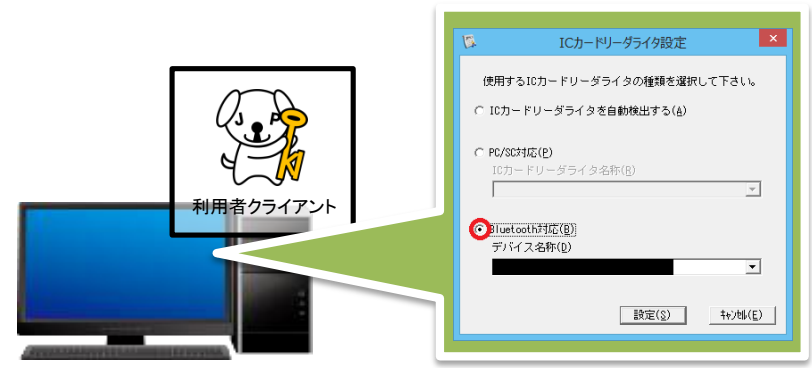 JP
利用者クライアント
ICカードリーダライタ設定
×
使用するICカードリーダライタの種類を選択して下さい。
ICカードリーダライタを自動検出する(A)
PC/SC対応(P)
ICカードリーダライタ名称(R)
Bluetooth対応(B)
デバイス名称(D)
設定(S)
キャンセル(E)